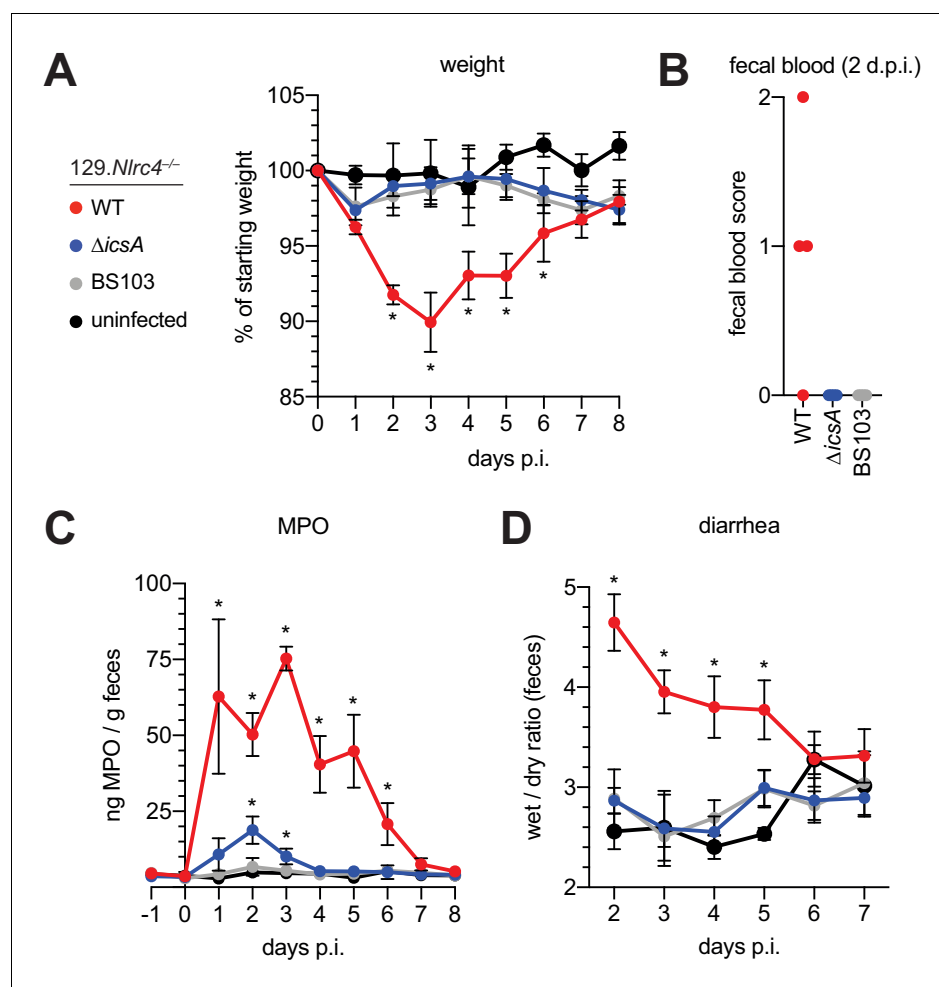 A
weight
129.Nlrc4–/–
WT
ΔicsA
BS103
uninfected
% of starting weight
105
100
95
90
85
0 1 2 3 4 5 6 7 8
days p.i.
* * * * *
B
fecal blood (2 d.p.i.)
fecal blood score
2
1
0
WT
ΔicsA
BS103
C
MPO
ng MPO / g feces
100
75
50
25
-1 0 1 2 3 4 5 6 7 8
days p.i.
* * * * * *
* *
D
diarrhea
wet / dry ratio (feces)
5
4
3
2
2 3 4 5 6 7
days p.i.
* * * *